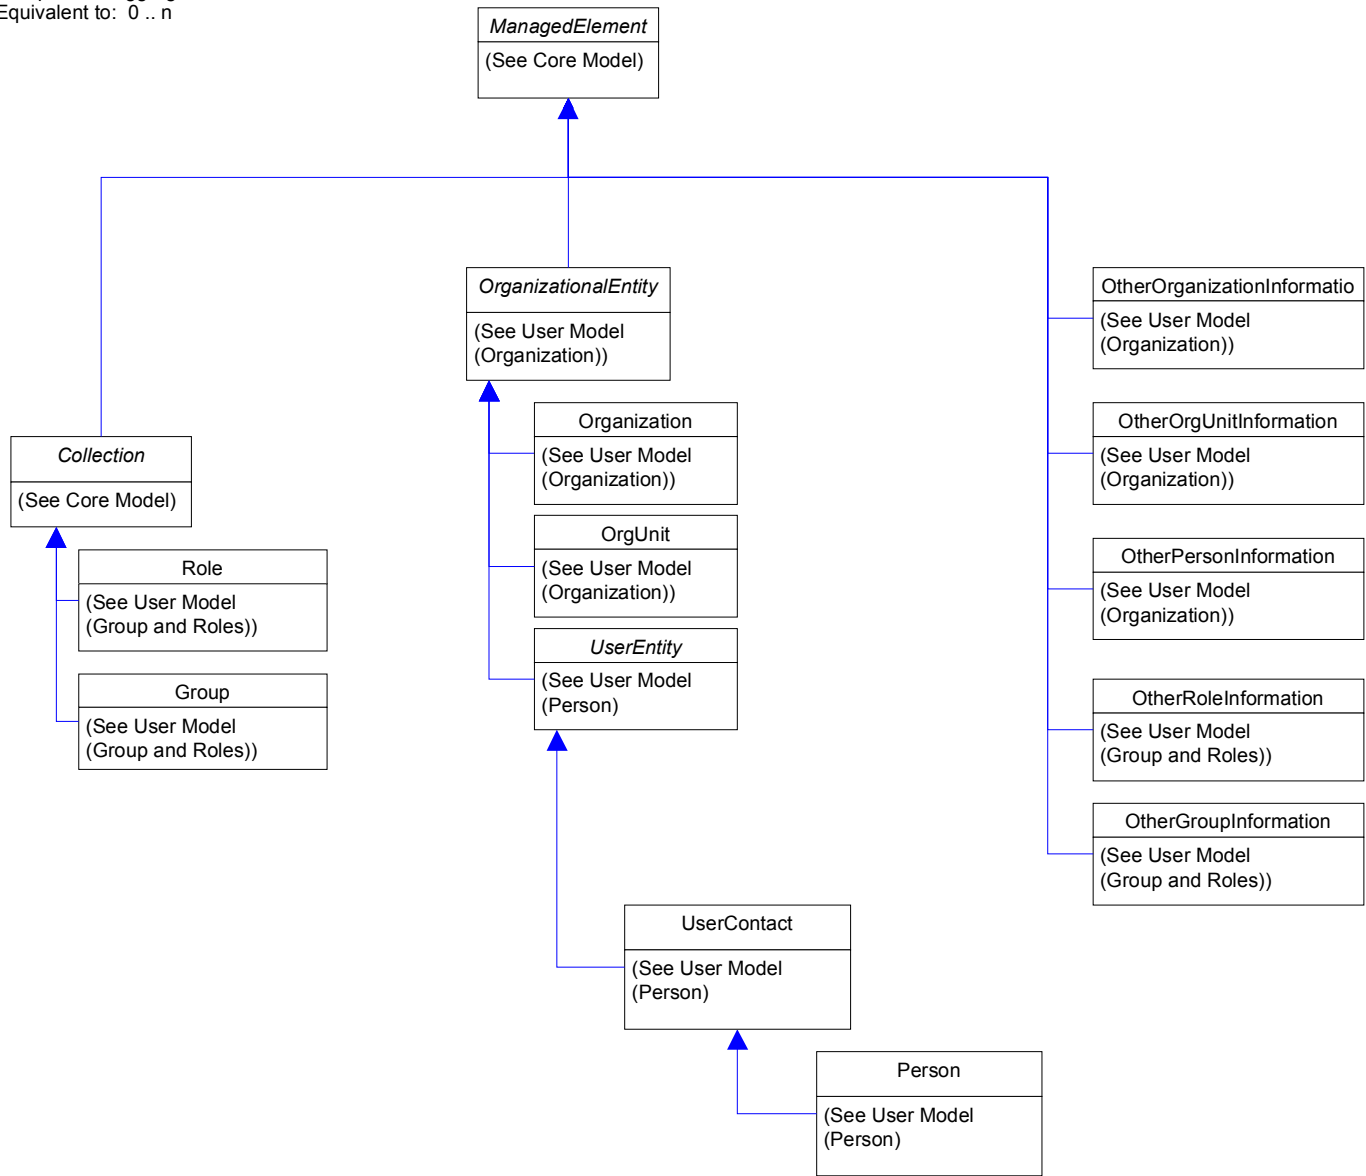 Equivalent to: 0 .. n
ManagedElement
(See Core Model)
OrganizationalEntity
(See User Model
(Organization))
OtherOrganizationInformatio
(See User Model
(Organization))
Organization
(See User Model
(Organization))
OtherOrgUnitInformation
(See User Model
(Organization))
Collection
(See Core Model)
OrgUnit
(See User Model
(Organization))
OtherPersonInformation
(See User Model
(Organization))
Role
(See User Model
(Group and Roles))
UserEntity
(See User Model
(Person)
Group
(See User Model
(Group and Roles))
OtherRoleInformation
(See User Model
(Group and Roles))
OtherGroupInformation
(See User Model
(Group and Roles))
UserContact
(See User Model
(Person)
Person
(See User Model
(Person)